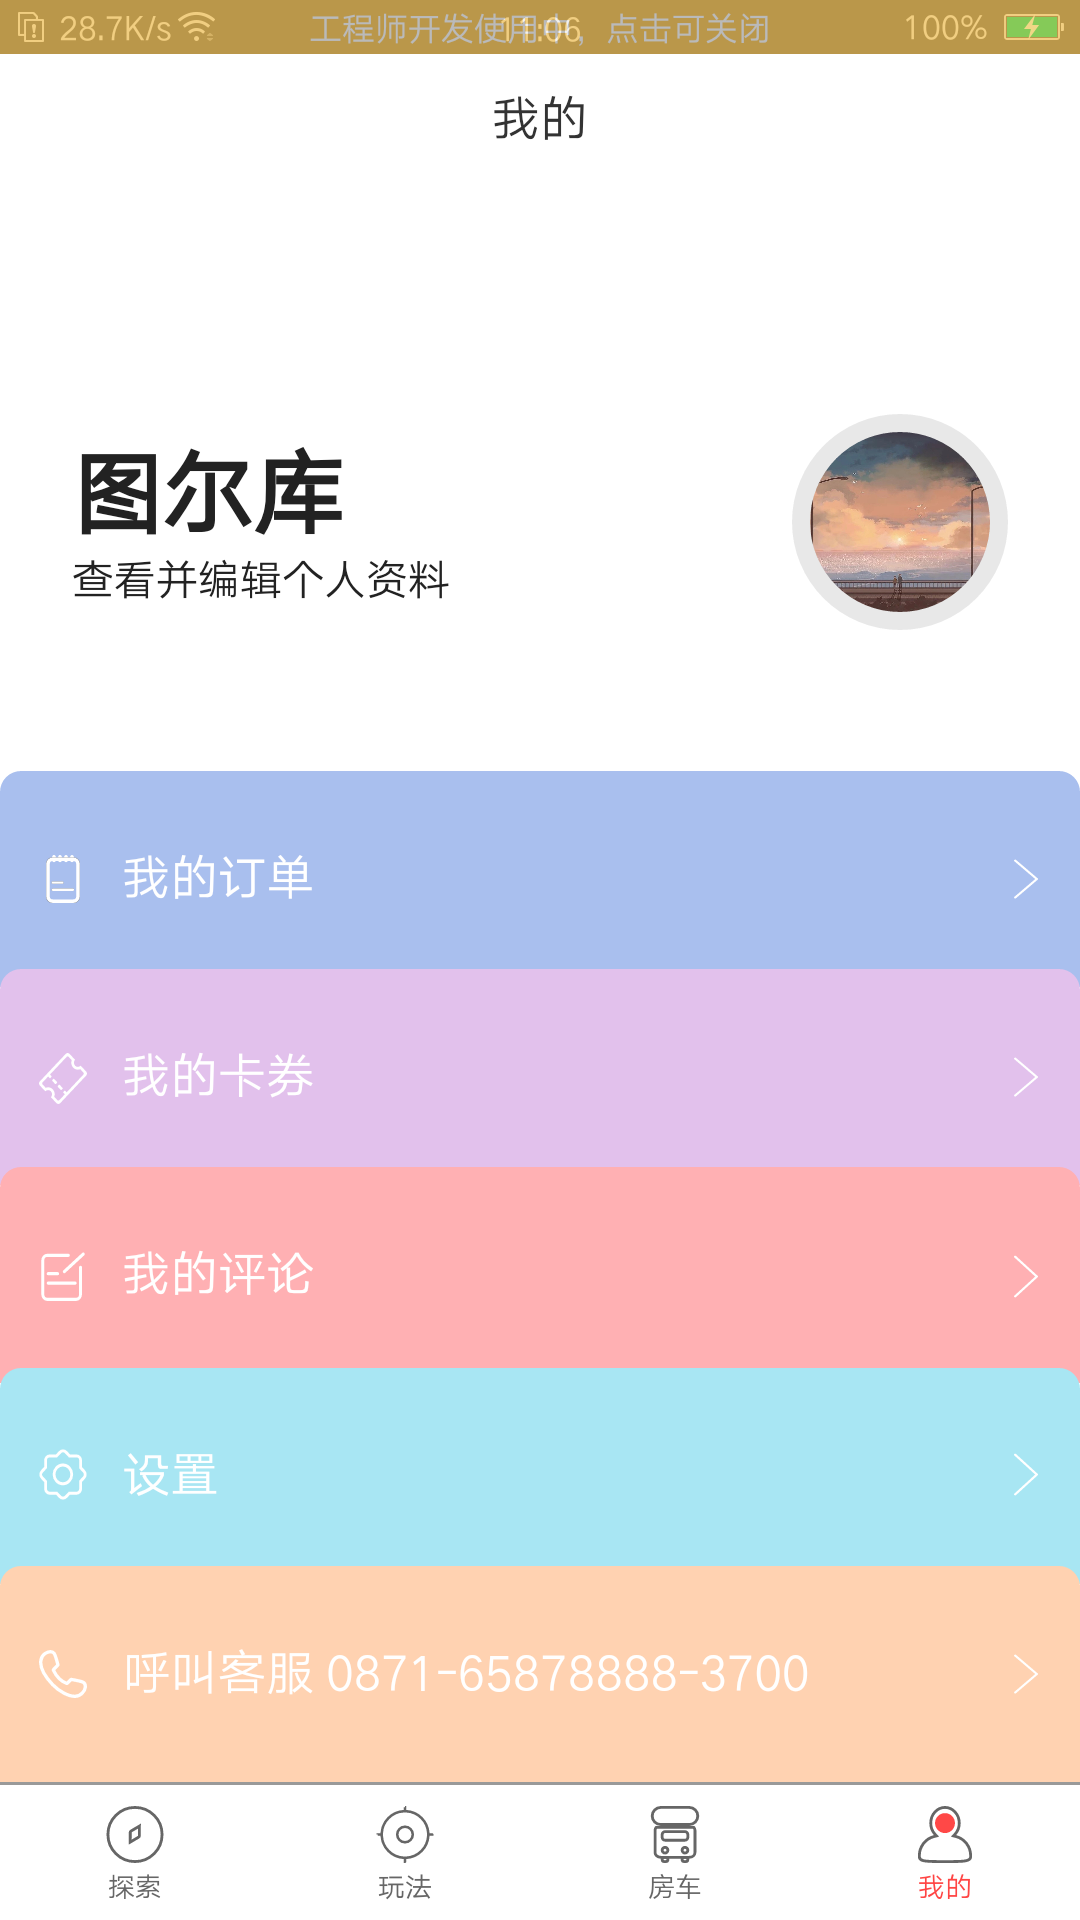 28.7K/s 工程师开发使用中，点击可关闭 11:06 100%
我的
图尔库
查看并编辑个人资料
我的订单
我的卡券
我的评论
设置
呼叫客服 0871-65878888-3700
探索 玩法 房车 我的